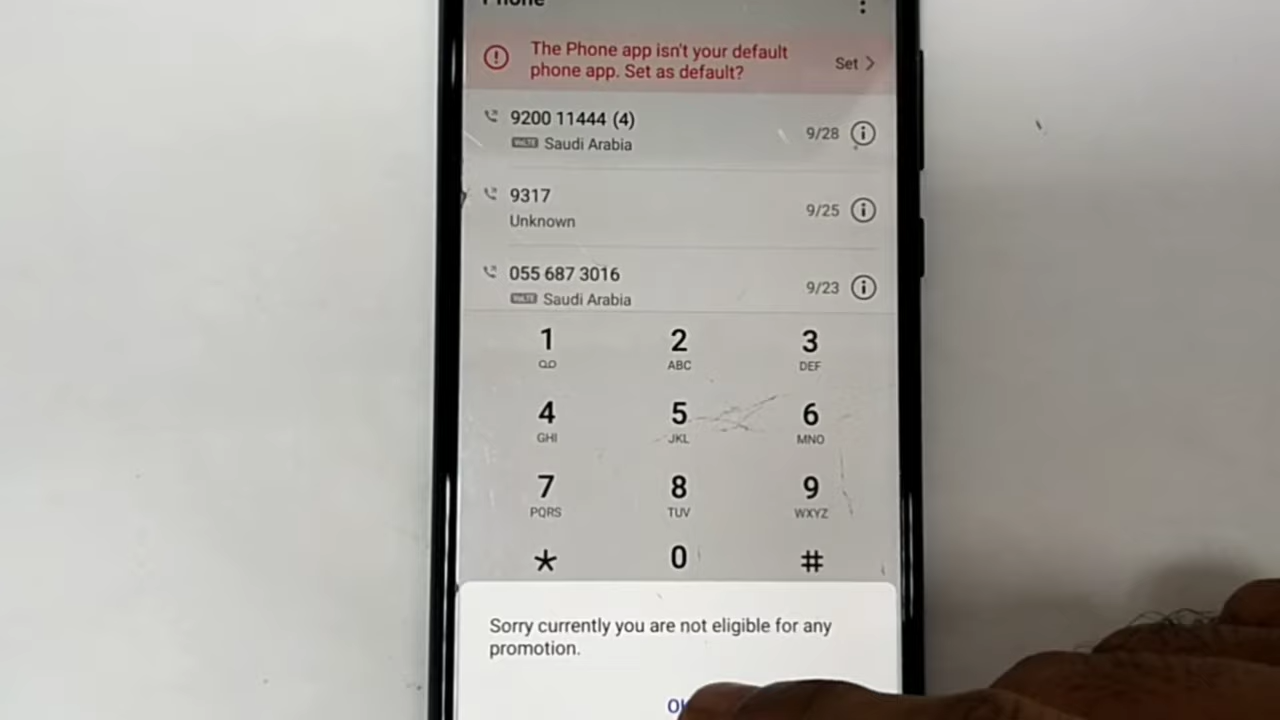 Phone
The Phone app isn't your default
phone app. Set as default?
Set
9200 11444 (4)
VoLTE Saudi Arabia
9/28
9317
Unknown
9/25
055 687 3016
VoLTE Saudi Arabia
9/23
1 2 3
ABC DEF
4 5 6
GHI JKL MNO
7 8 9
PQRS TUV WXYZ
* 0 #
Sorry currently you are not eligible for any
promotion.